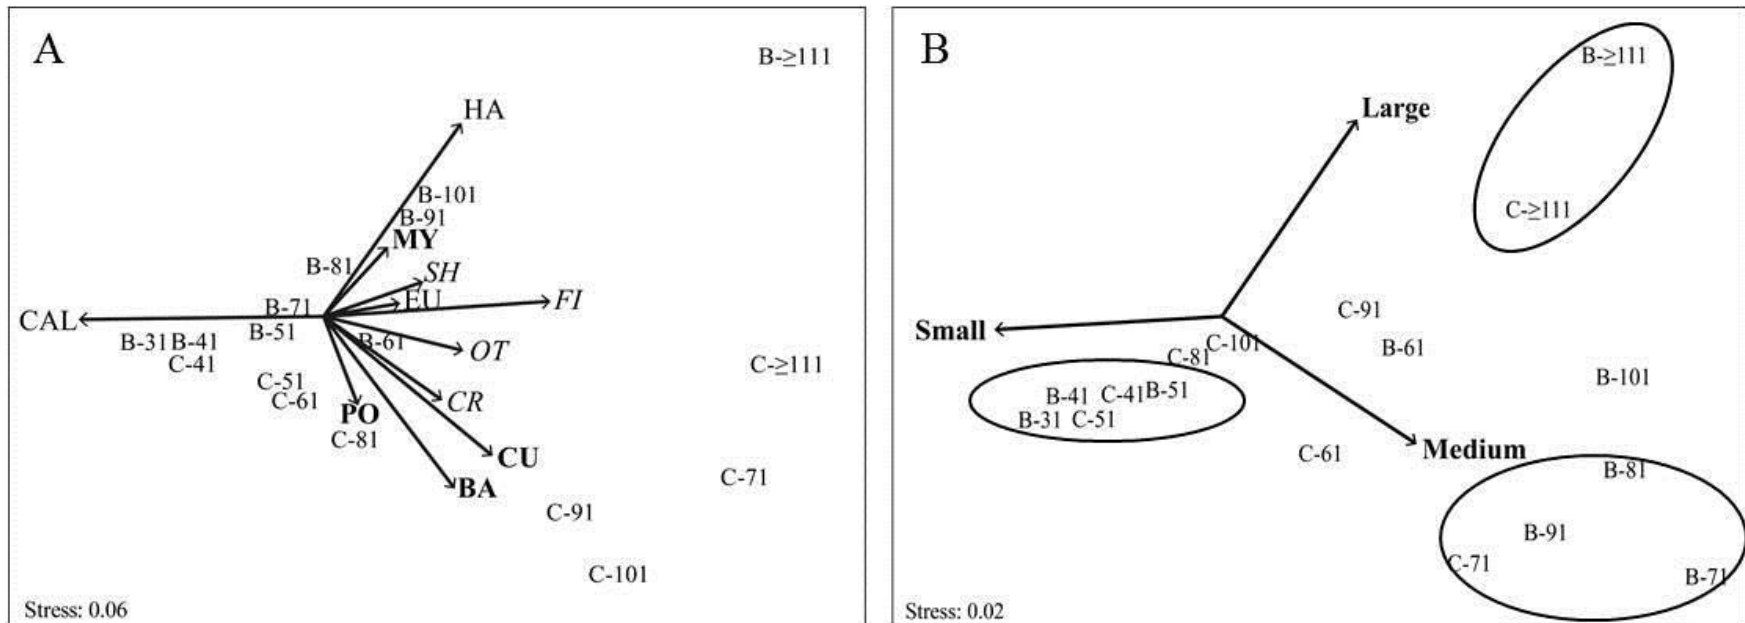 A
B-≥111
HA
B-101
B-91
MY
B-81
SH
EU
FI
B-71
CAL
B-51
B-61
B-31 B-41
OT
C-41
C-≥111
C-51
C-61
CR
PO
C-81
CU
C-71
BA
C-91
C-101
Stress: 0.06
B
B-≥111
Large
C-≥111
C-91
Small
C-101
B-61
C-81
B-101
B-41 C-41 B-51
B-31 C-51
Medium
C-61
B-81
B-91
C-71
B-71
Stress: 0.02